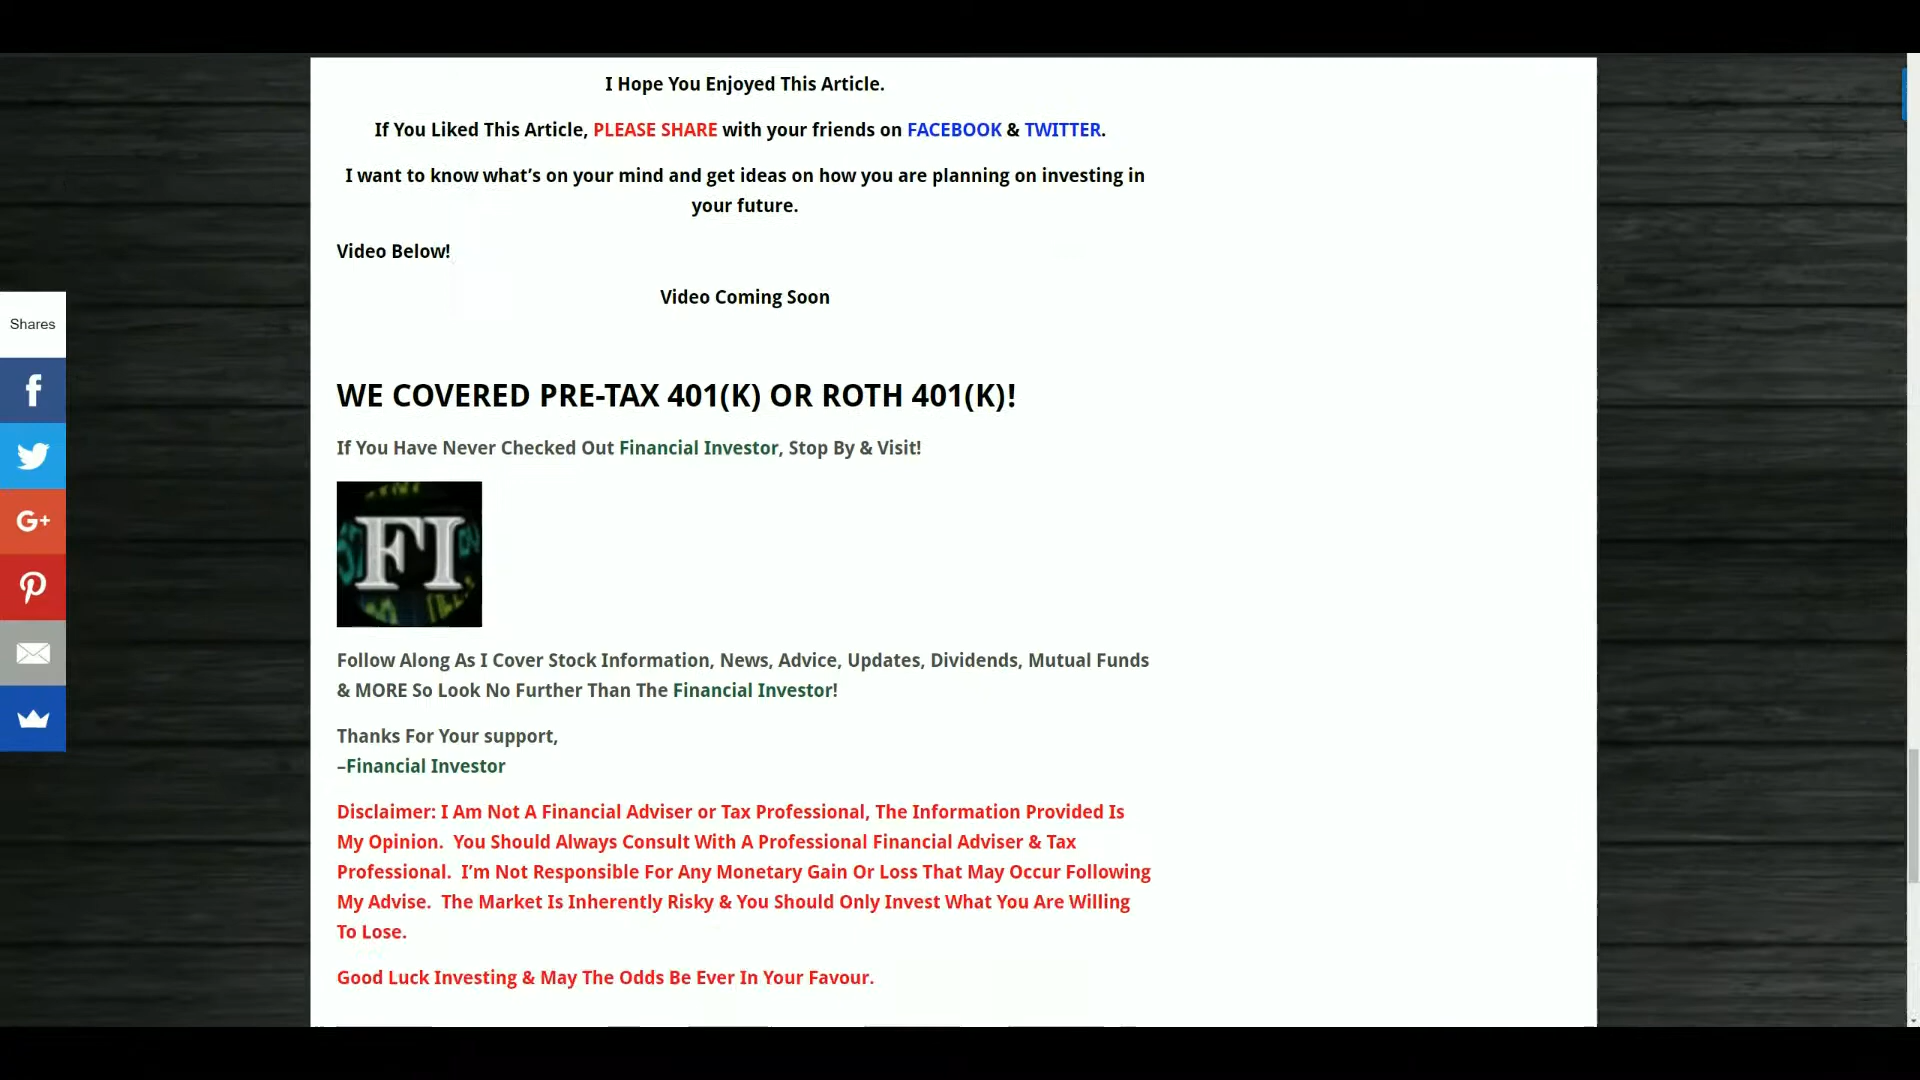 I Hope You Enjoyed This Article.
If You Liked This Article, PLEASE SHARE with your friends on FACEBOOK & TWITTER.
I want to know what’s on your mind and get ideas on how you are planning on investing in
your future.
Video Below!
Video Coming Soon
Shares
WE COVERED PRE-TAX 401(K) OR ROTH 401(K)!
If You Have Never Checked Out Financial Investor, Stop By & Visit!
FI
Follow Along As I Cover Stock Information, News, Advice, Updates, Dividends, Mutual Funds
& MORE So Look No Further Than The Financial Investor!
Thanks For Your support,
–Financial Investor
Disclaimer: I Am Not A Financial Adviser or Tax Professional, The Information Provided Is
My Opinion.  You Should Always Consult With A Professional Financial Adviser & Tax
Professional.  I’m Not Responsible For Any Monetary Gain Or Loss That May Occur Following
My Advise.  The Market Is Inherently Risky & You Should Only Invest What You Are Willing
To Lose.
Good Luck Investing & May The Odds Be Ever In Your Favour.